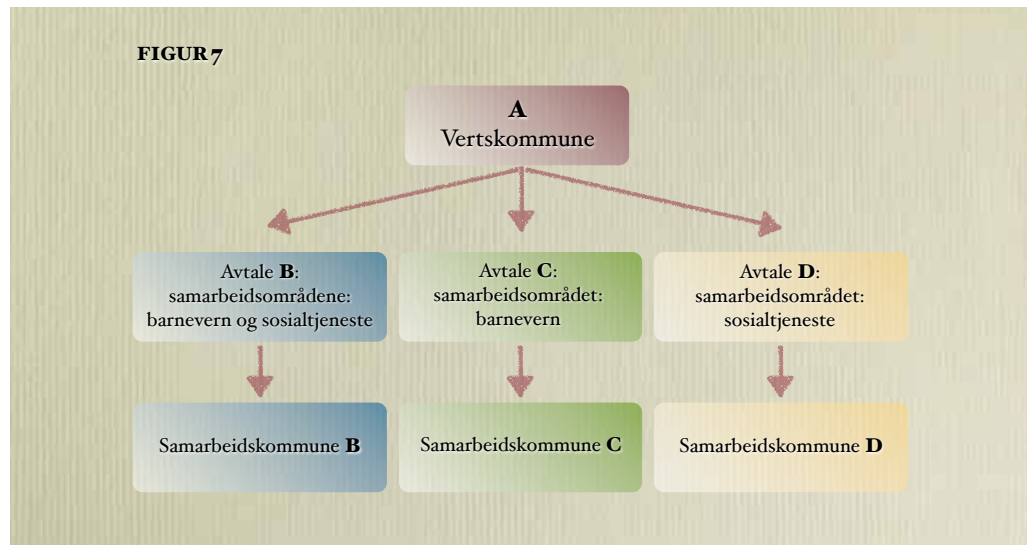 FIGUR 7
A
Vertskommune
Avtale B:
samarbeidsområdene:
barnevern og sosialtjeneste
Avtale C:
samarbeidsområdet:
barnevern
Avtale D:
samarbeidsområdet:
sosialtjeneste
Samarbeidskommune B
Samarbeidskommune C
Samarbeidskommune D